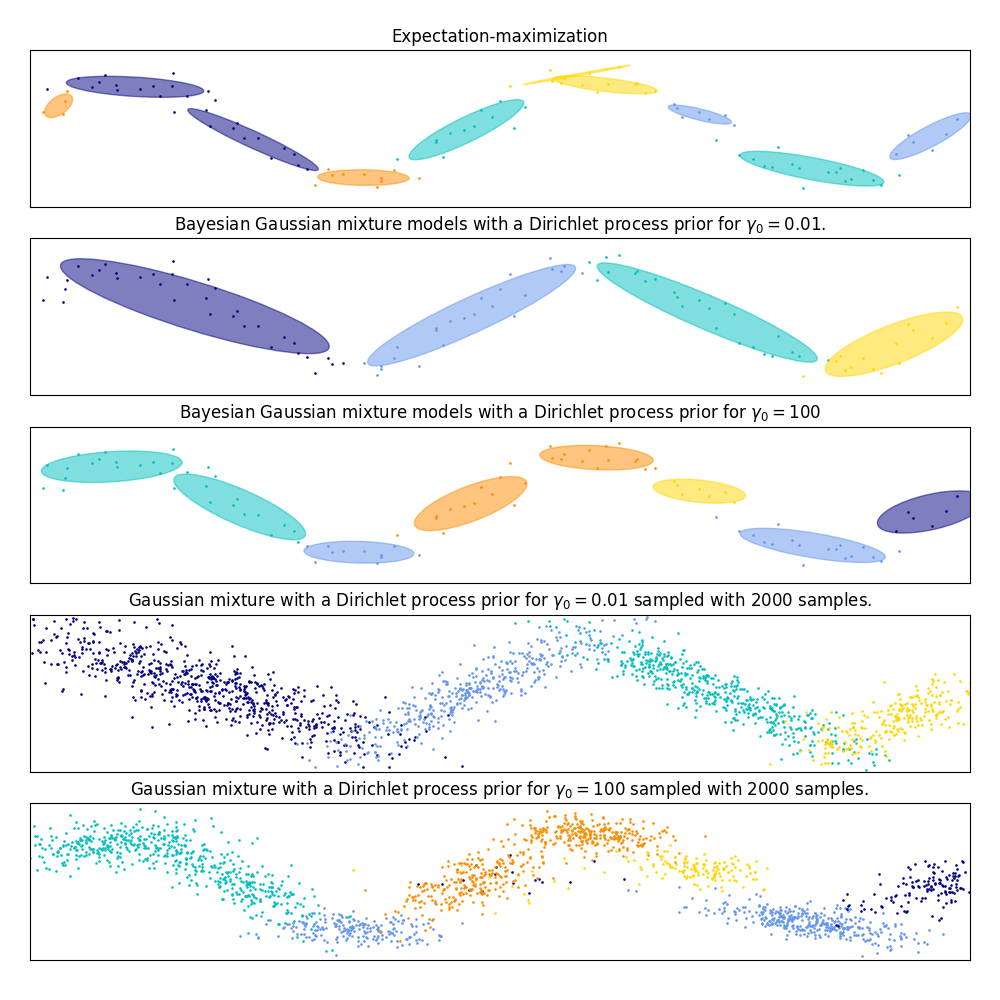 Expectation-maximization
Bayesian Gaussian mixture models with a Dirichlet process prior for γ₀ = 0.01.
Bayesian Gaussian mixture models with a Dirichlet process prior for γ₀ = 100
Gaussian mixture with a Dirichlet process prior for γ₀ = 0.01 sampled with 2000 samples.
Gaussian mixture with a Dirichlet process prior for γ₀ = 100 sampled with 2000 samples.